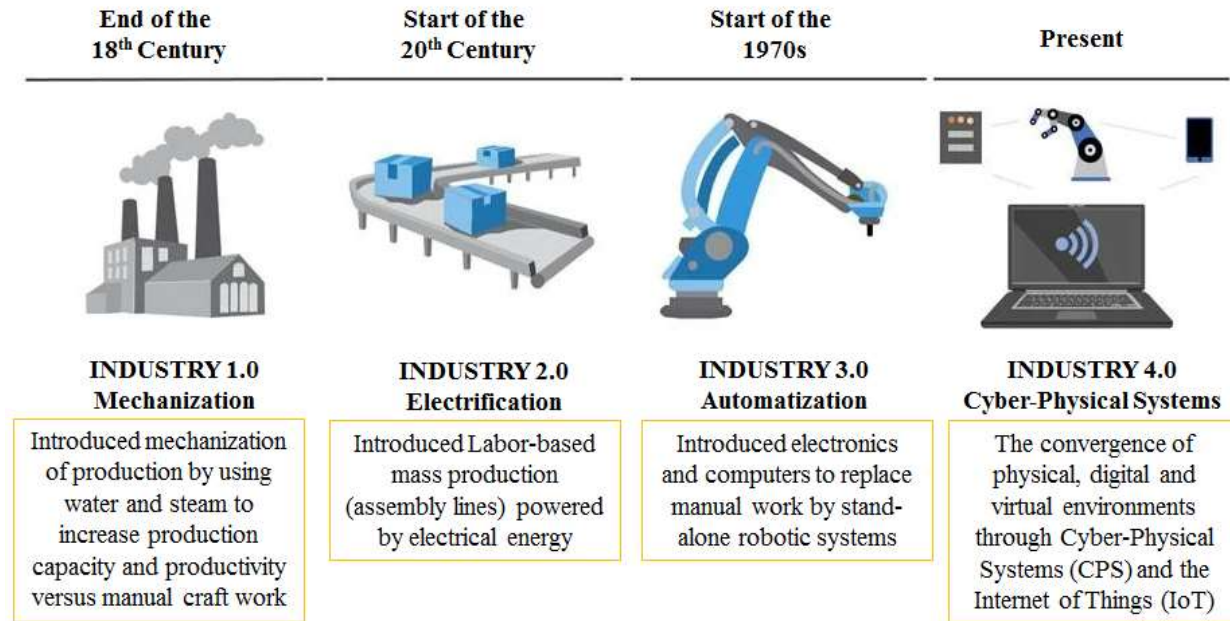 End of the
18th Century
Start of the
20th Century
Start of the
1970s
Present
INDUSTRY 1.0
Mechanization
Introduced mechanization
of production by using
water and steam to
increase production
capacity and productivity
versus manual craft work
INDUSTRY 2.0
Electrification
Introduced Labor-based
mass production
(assembly lines) powered
by electrical energy
INDUSTRY 3.0
Automatization
Introduced electronics
and computers to replace
manual work by stand-
alone robotic systems
INDUSTRY 4.0
Cyber-Physical Systems
The convergence of
physical, digital and
virtual environments
through Cyber-Physical
Systems (CPS) and the
Internet of Things (IoT)